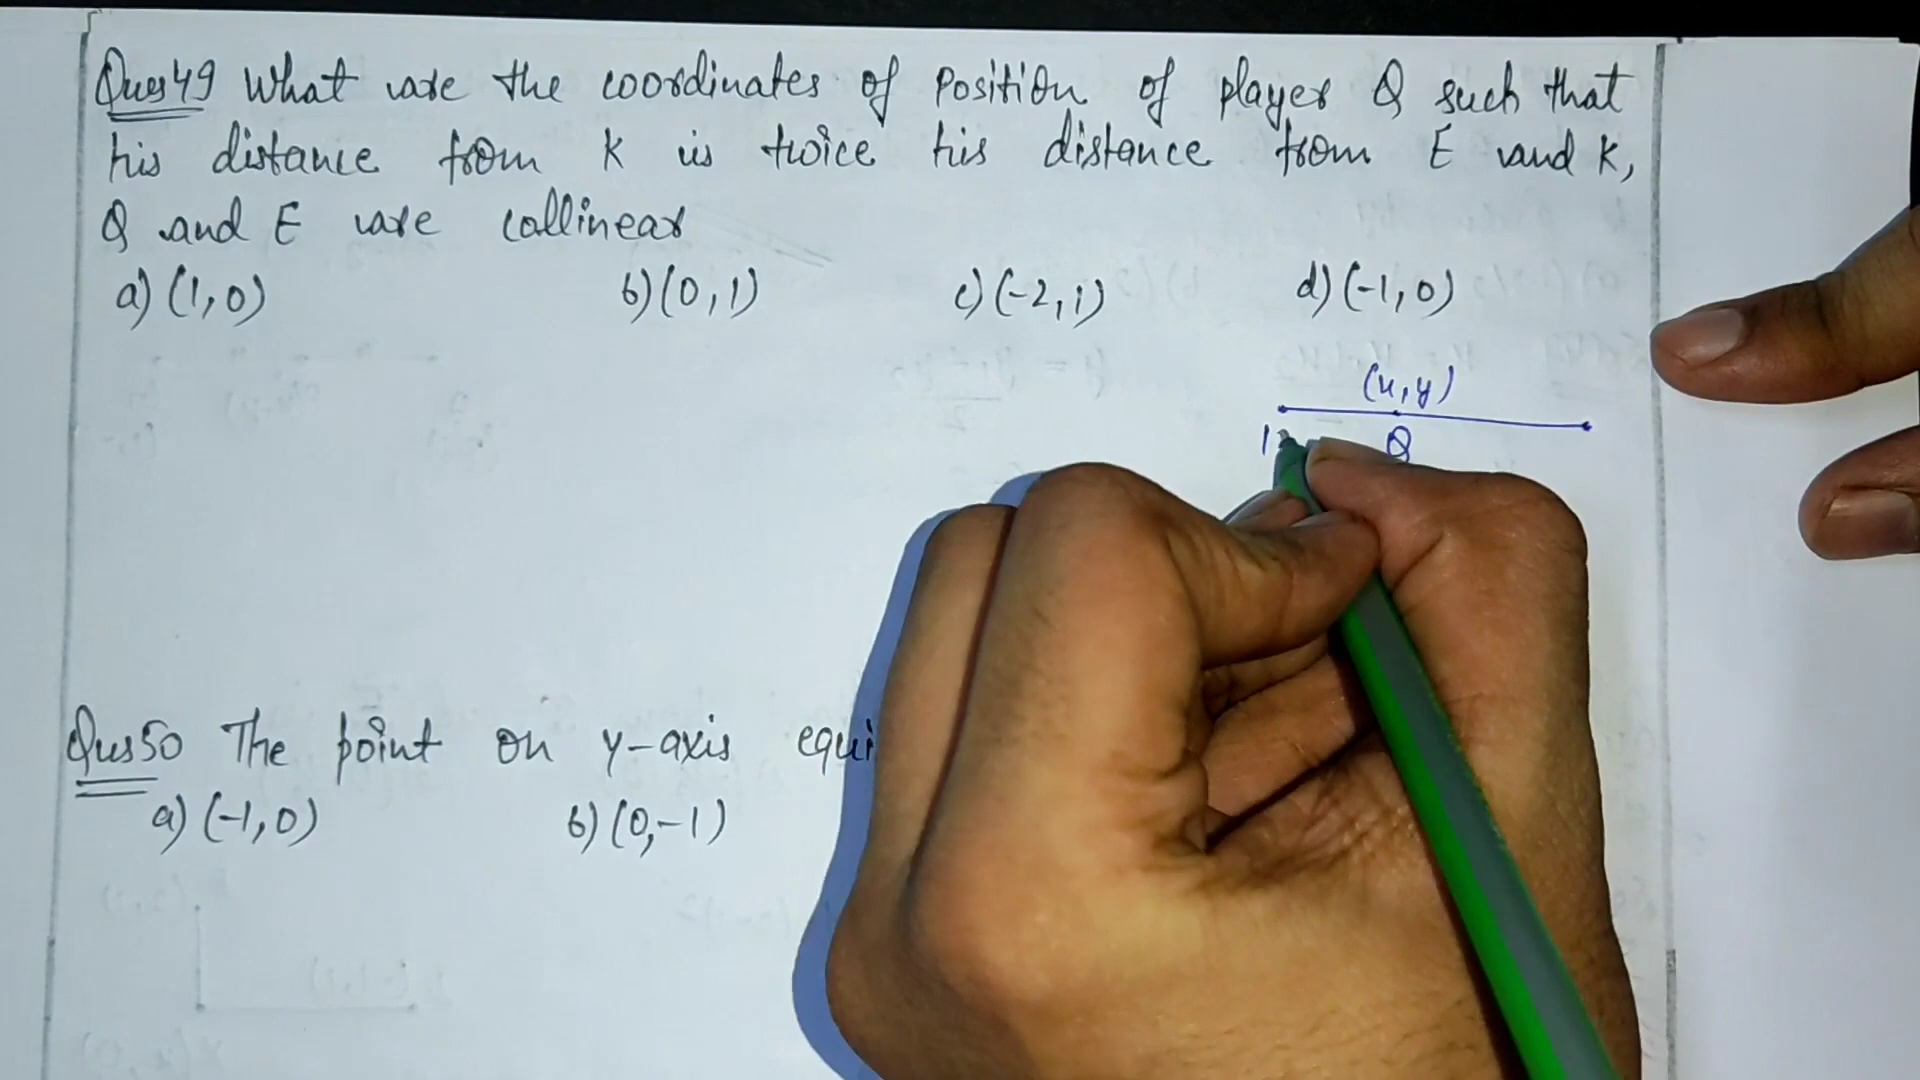 Ques49 What are the coordinates of Position of player Q such that
his distance from K is twice his distance from E and K,
Q and E are collinear
a) (1,0) b) (0,1) c) (-2,1) d) (-1,0)
(x,y)
Q
Ques50 The point on y-axis equi
a) (-1,0) b) (0,-1)